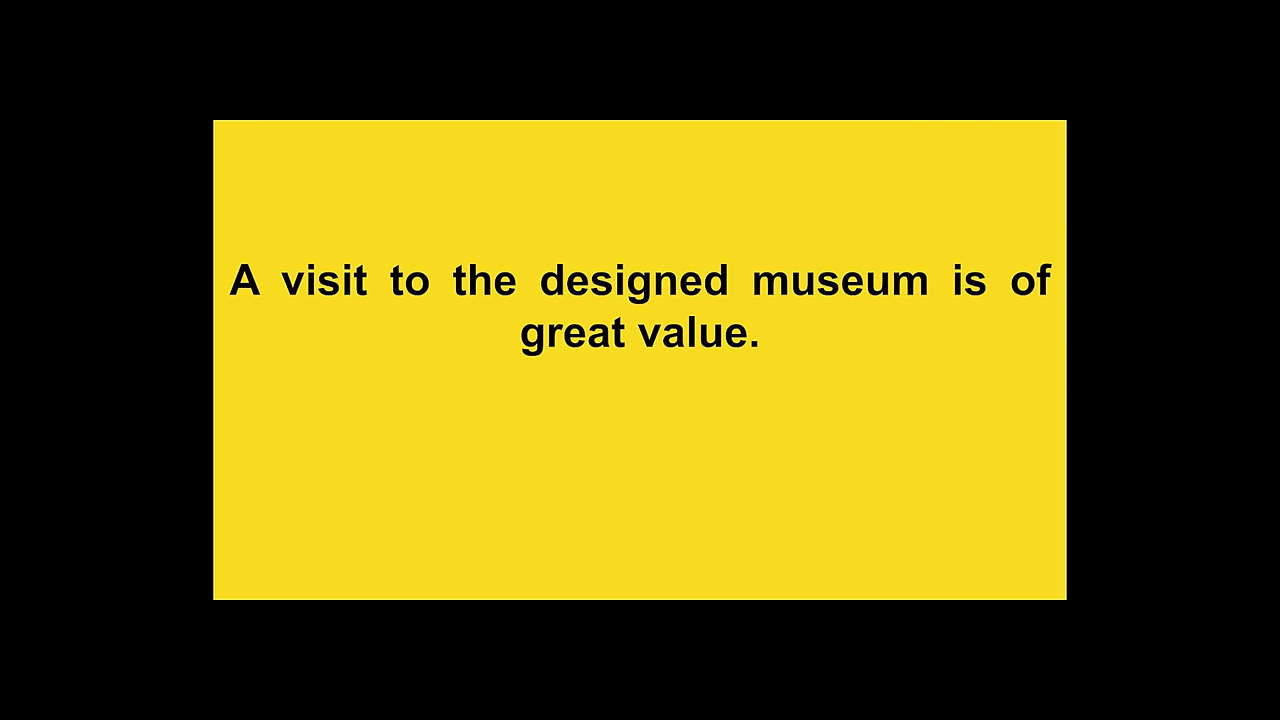 A visit to the designed museum is of
great value.